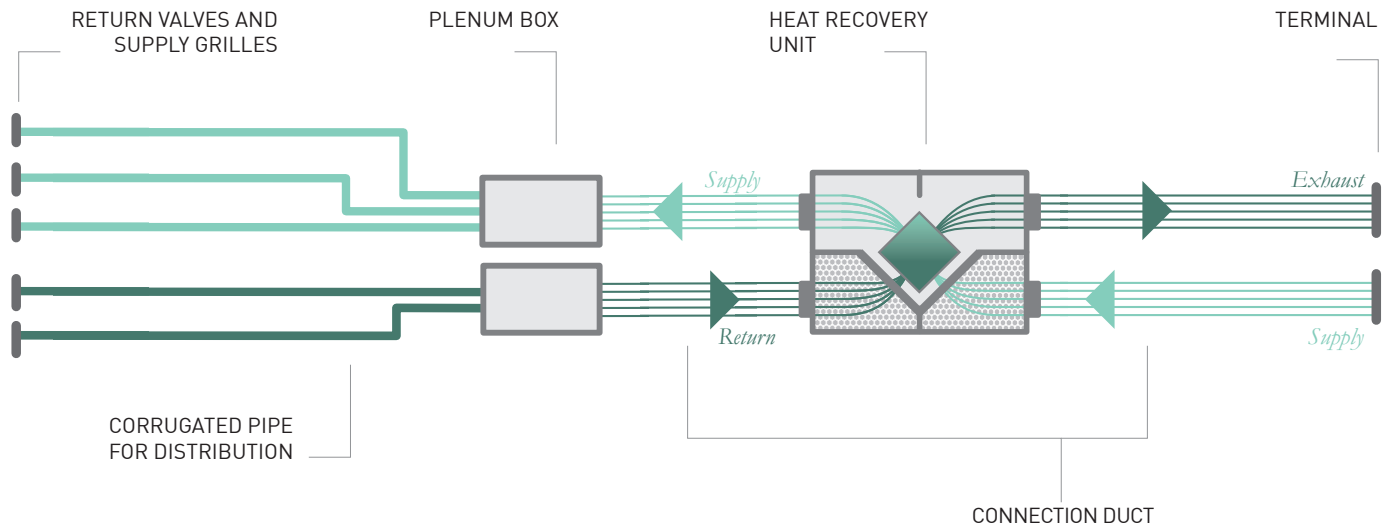 RETURN VALVES AND
SUPPLY GRILLES
PLENUM BOX
HEAT RECOVERY
UNIT
TERMINAL
Supply
Exhaust
Return
Supply
CORRUGATED PIPE
FOR DISTRIBUTION
CONNECTION DUCT